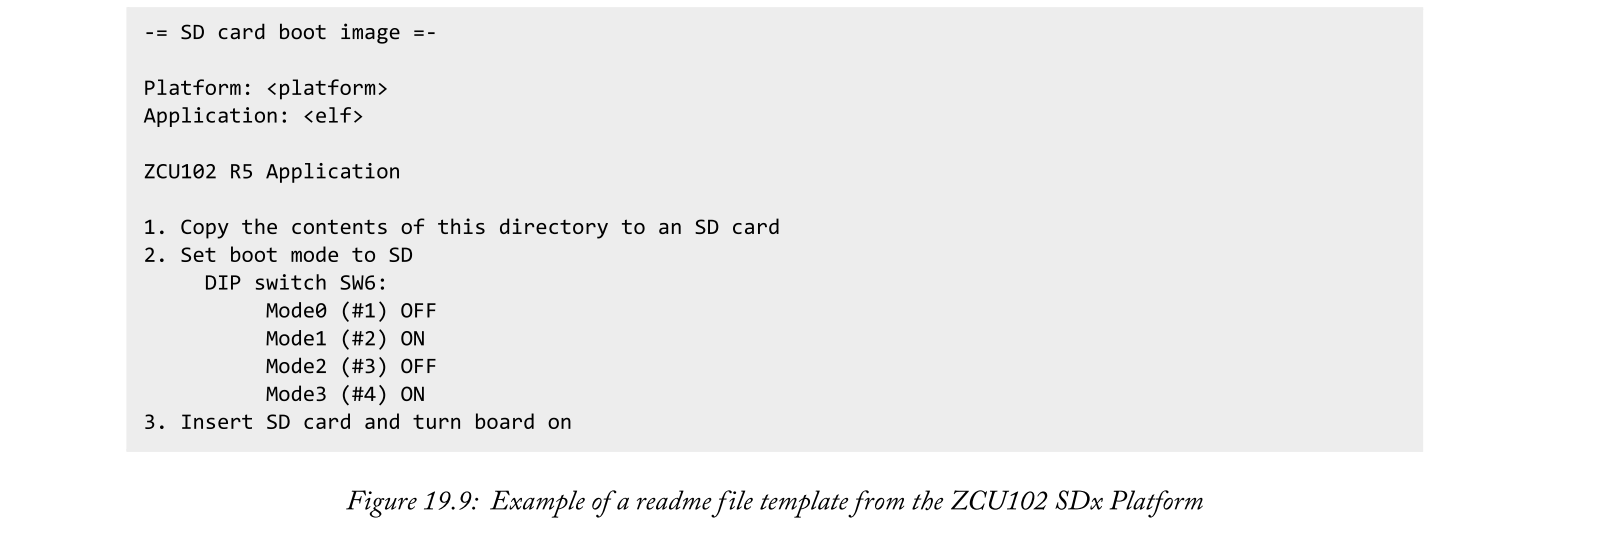 -= SD card boot image =-
Platform: <platform>
Application: <elf>
ZCU102 R5 Application
1. Copy the contents of this directory to an SD card
2. Set boot mode to SD
DIP switch SW6:
Mode0 (#1) OFF
Mode1 (#2) ON
Mode2 (#3) OFF
Mode3 (#4) ON
3. Insert SD card and turn board on
Figure 19.9: Example of a readme file template from the ZCU102 SDx Platform